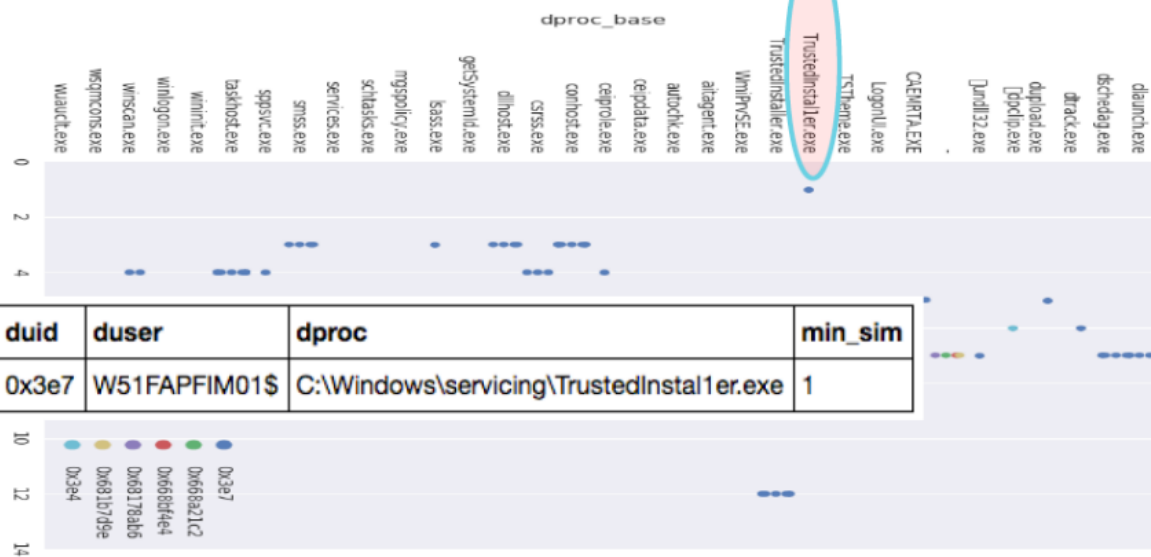 dproc_base
wuauclt.exe
wsqmcons.exe
winscan.exe
winlogon.exe
wininit.exe
taskhost.exe
sppsvc.exe
smss.exe
services.exe
schtasks.exe
mgspolicy.exe
lsass.exe
getSystemId.exe
dllhost.exe
csrss.exe
conhost.exe
ceiprole.exe
ceipdata.exe
autochk.exe
aitagent.exe
WmiPrvSE.exe
TrustedInstaller.exe
TrustedInstal1er.exe
TSTheme.exe
LogonUI.exe
CAEMRTA.EXE
-
[]undll32.exe
[]dpclip.exe
dupload.exe
dtrack.exe
dschedag.exe
dlaunch.exe
0
2
4
duid duser dproc min_sim
0x3e7 W51FAPFIM01$ C:\Windows\servicing\TrustedInstal1er.exe 1
10
12
14
0x3e4
0x681b7d9e
0x68178ab6
0x668bf4e4
0x668a21c2
0x3e7